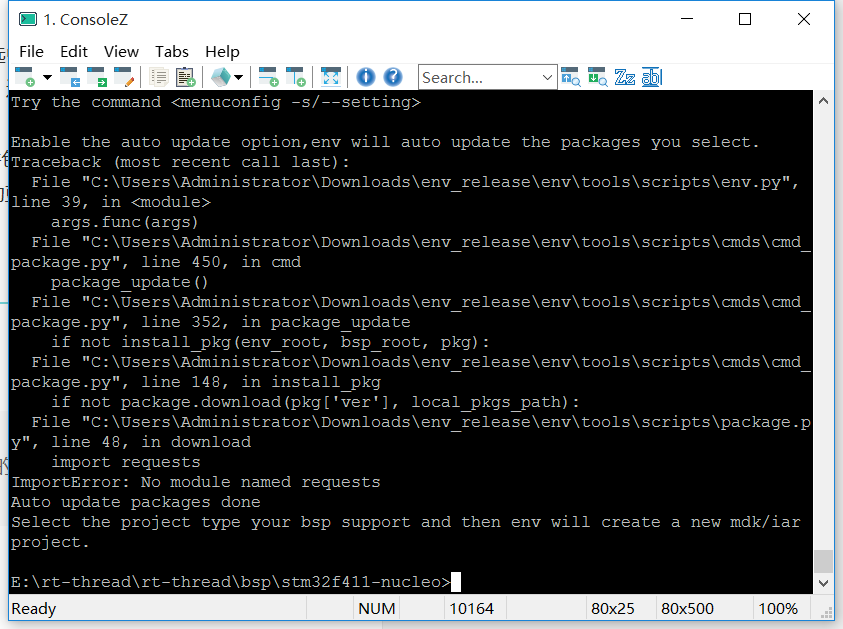 1. ConsoleZ
File Edit View Tabs Help
Search...
Try the command <menuconfig -s/--setting>
Enable the auto update option,env will auto update the packages you select.
Traceback (most recent call last):
  File "C:\Users\Administrator\Downloads\env_release\env\tools\scripts\env.py",
line 39, in <module>
    args.func(args)
  File "C:\Users\Administrator\Downloads\env_release\env\tools\scripts\cmds\cmd_
package.py", line 450, in cmd
    package_update()
  File "C:\Users\Administrator\Downloads\env_release\env\tools\scripts\cmds\cmd_
package.py", line 352, in package_update
    if not install_pkg(env_root, bsp_root, pkg):
  File "C:\Users\Administrator\Downloads\env_release\env\tools\scripts\cmds\cmd_
package.py", line 148, in install_pkg
    if not package.download(pkg['ver'], local_pkgs_path):
  File "C:\Users\Administrator\Downloads\env_release\env\tools\scripts\package.p
y", line 48, in download
    import requests
ImportError: No module named requests
Auto update packages done
Select the project type your bsp support and then env will create a new mdk/iar
project.
E:\rt-thread\rt-thread\bsp\stm32f411-nucleo>
Ready NUM 10164 80x25 80x500 100%